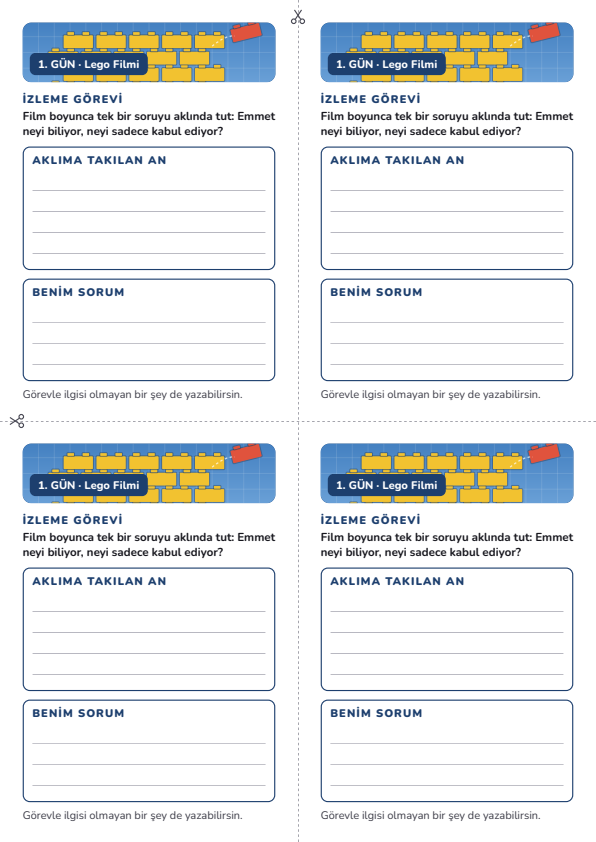 1. GÜN · Lego Filmi
İZLEME GÖREVİ
Film boyunca tek bir soruyu aklında tut: Emmet
neyi biliyor, neyi sadece kabul ediyor?
AKLIMA TAKILAN AN
BENİM SORUM
Görevle ilgisi olmayan bir şey de yazabilirsin.
1. GÜN · Lego Filmi
İZLEME GÖREVİ
Film boyunca tek bir soruyu aklında tut: Emmet
neyi biliyor, neyi sadece kabul ediyor?
AKLIMA TAKILAN AN
BENİM SORUM
Görevle ilgisi olmayan bir şey de yazabilirsin.
1. GÜN · Lego Filmi
İZLEME GÖREVİ
Film boyunca tek bir soruyu aklında tut: Emmet
neyi biliyor, neyi sadece kabul ediyor?
AKLIMA TAKILAN AN
BENİM SORUM
Görevle ilgisi olmayan bir şey de yazabilirsin.
1. GÜN · Lego Filmi
İZLEME GÖREVİ
Film boyunca tek bir soruyu aklında tut: Emmet
neyi biliyor, neyi sadece kabul ediyor?
AKLIMA TAKILAN AN
BENİM SORUM
Görevle ilgisi olmayan bir şey de yazabilirsin.